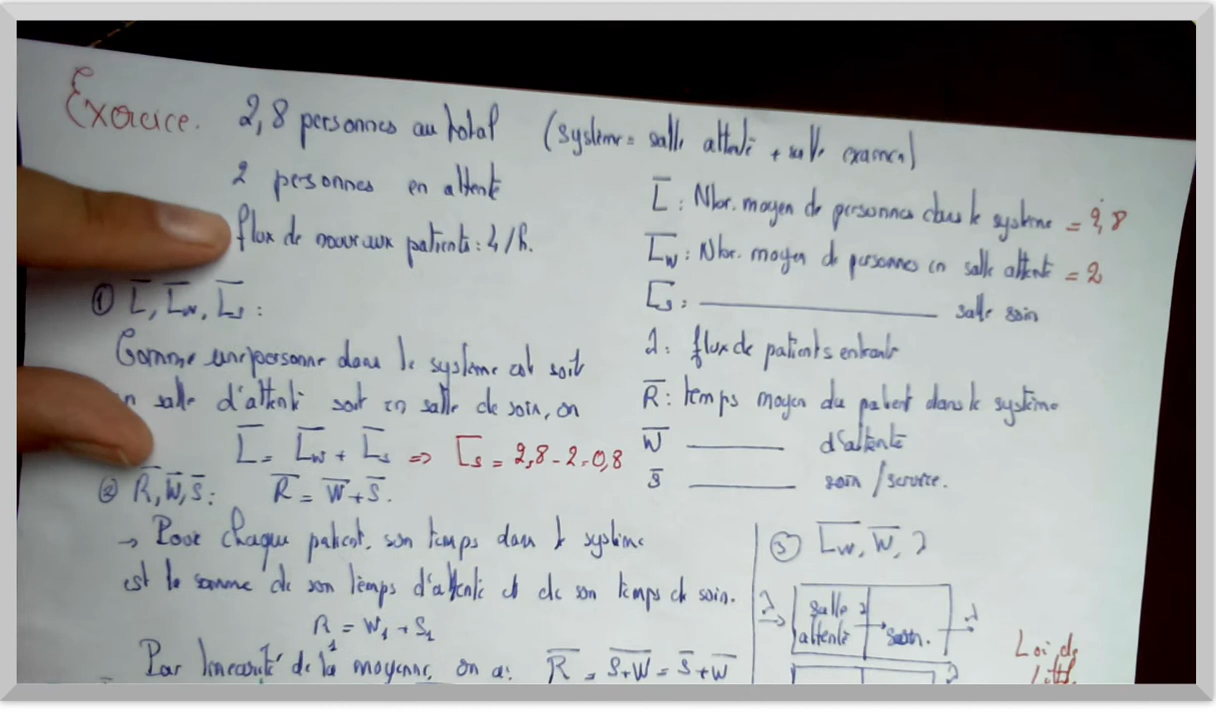 Exercice. 2,8 personnes au total (système = salle attente + salle examen)
2 personnes en attente
flux de nouveaux patients : 4/h.
L̄ : Nbr. moyen de personnes dans le système = 2,8
L̄w : Nbr. moyen de personnes en salle attente = 2
L̄s : ________ salle soin
λ : flux de patients entrants
R̄ : temps moyen du patient dans le système
W̄ ________ d'attente
S̄ ________ soin / service.
① L̄, L̄w, L̄s :
Comme une personne dans le système est soit
en salle d'attente soit en salle de soin, on
L̄ = L̄w + L̄s => L̄s = 2,8 - 2 = 0,8
② R̄, W̄, S̄ : R̄ = W̄ + S̄.
→ Pour chaque patient, son temps dans le système
est la somme de son temps d'attente et de son temps de soin.
R = W₁ + S₁
Par linéarité de la moyenne, on a : R̄ = S+W = S̄ + W̄
③ L̄w, W̄, λ
λ salle attente λ soin. λ
λ
Loi de